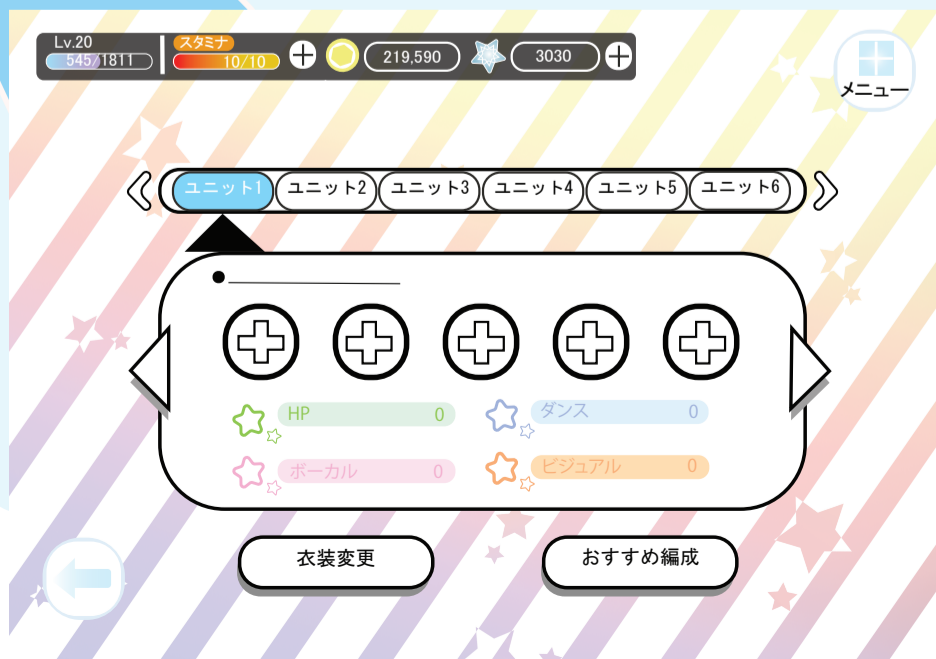 Lv.20
545/1811
スタミナ
10/10
219,590
3030
メニュー
ユニット1
ユニット2
ユニット3
ユニット4
ユニット5
ユニット6
HP 0
ダンス 0
ボーカル 0
ビジュアル 0
衣装変更
おすすめ編成